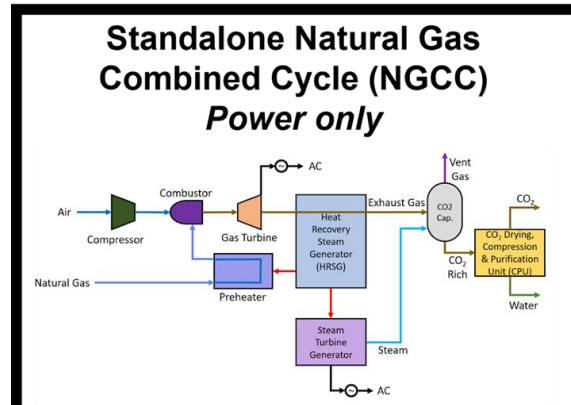 Standalone Natural Gas
Combined Cycle (NGCC)
Power only
Vent
Gas
~
AC
Combustor
Exhaust Gas
CO2
Cap.
CO₂
Air
Compressor
Gas Turbine
Heat
Recovery
Steam
Generator
(HRSG)
CO₂ Drying,
Compression
& Purification
Unit (CPU)
CO₂
Rich
Natural Gas
Preheater
Water
Steam
Turbine
Generator
Steam
~
AC